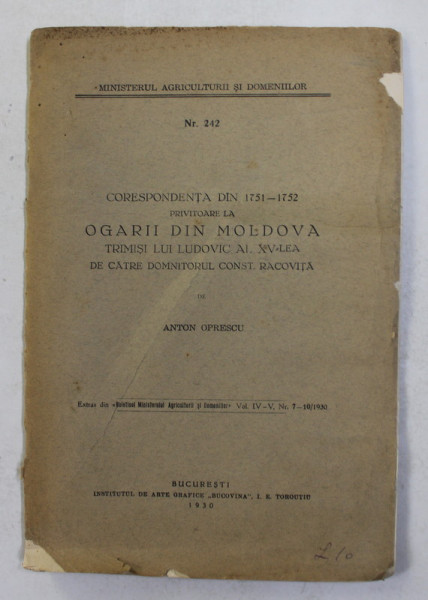 MINISTERUL AGRICULTURII ȘI DOMENIILOR
Nr. 242
CORESPONDENȚA DIN 1751—1752
PRIVITOARE LA
OGARII DIN MOLDOVA
TRIMIȘI LUI LUDOVIC AL XV-LEA
DE CĂTRE DOMNITORUL CONST. RACOVIȚĂ
DE
ANTON OPRESCU
Extras din «Buletinul Ministerului Agriculturii și Domeniilor» Vol. IV—V, Nr. 7—10/1930
BUCUREȘTI
INSTITUTUL DE ARTE GRAFICE „BUCOVINA”, I. E. TOROUȚIU
1930